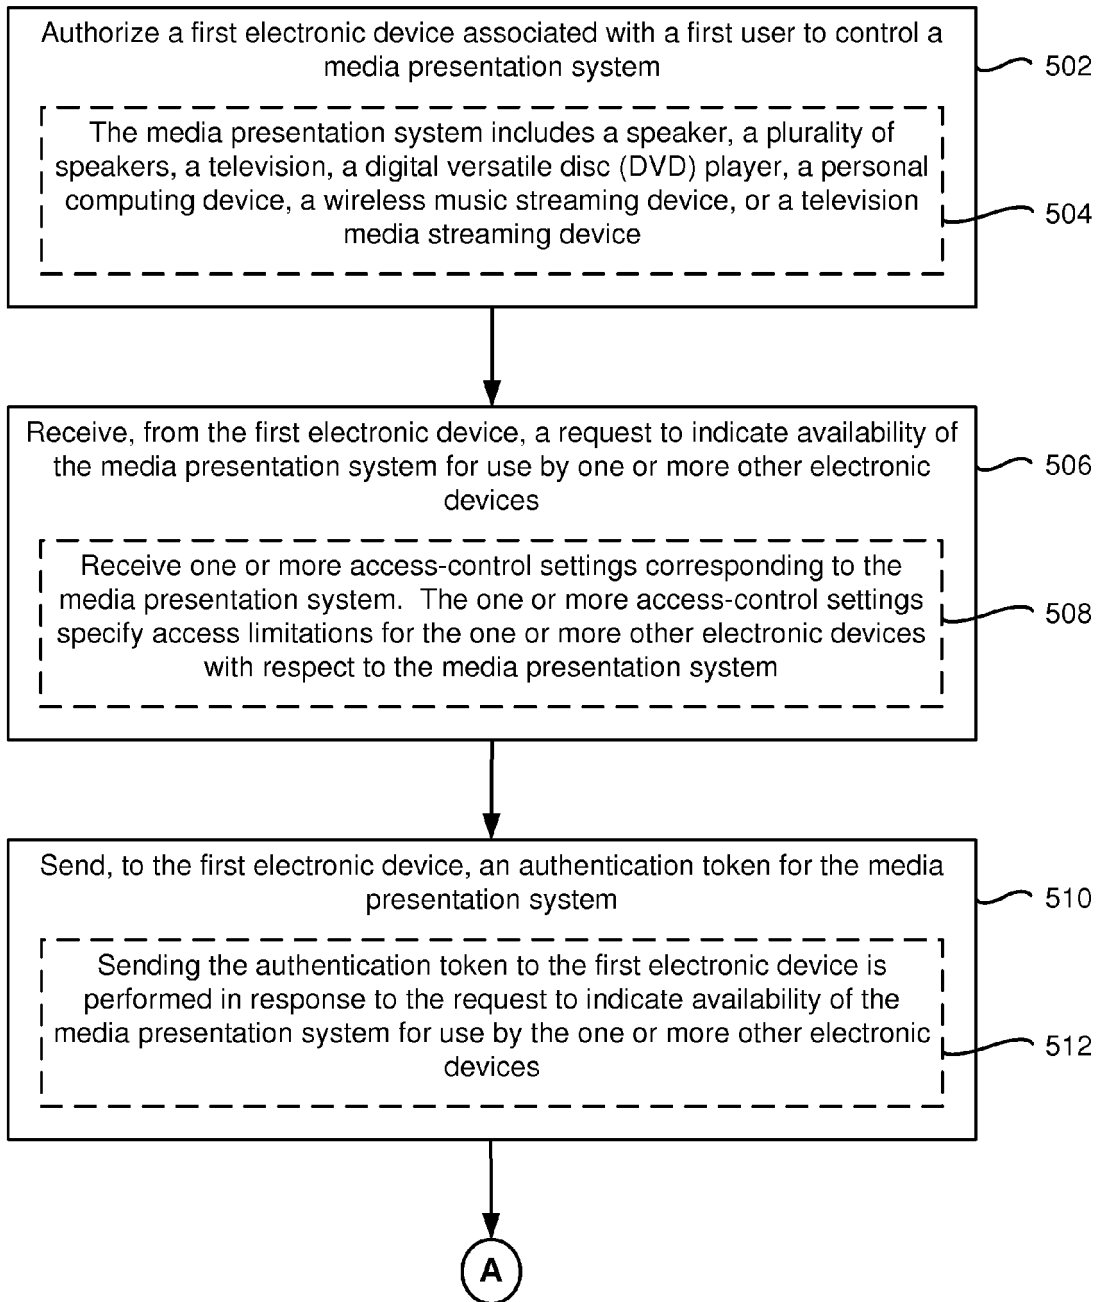 Authorize a first electronic device associated with a first user to control a
media presentation system
502
The media presentation system includes a speaker, a plurality of
speakers, a television, a digital versatile disc (DVD) player, a personal
computing device, a wireless music streaming device, or a television
media streaming device
504
Receive, from the first electronic device, a request to indicate availability of
the media presentation system for use by one or more other electronic
devices
506
Receive one or more access-control settings corresponding to the
media presentation system.  The one or more access-control settings
specify access limitations for the one or more other electronic devices
with respect to the media presentation system
508
Send, to the first electronic device, an authentication token for the media
presentation system
510
Sending the authentication token to the first electronic device is
performed in response to the request to indicate availability of the
media presentation system for use by the one or more other electronic
devices
512
A